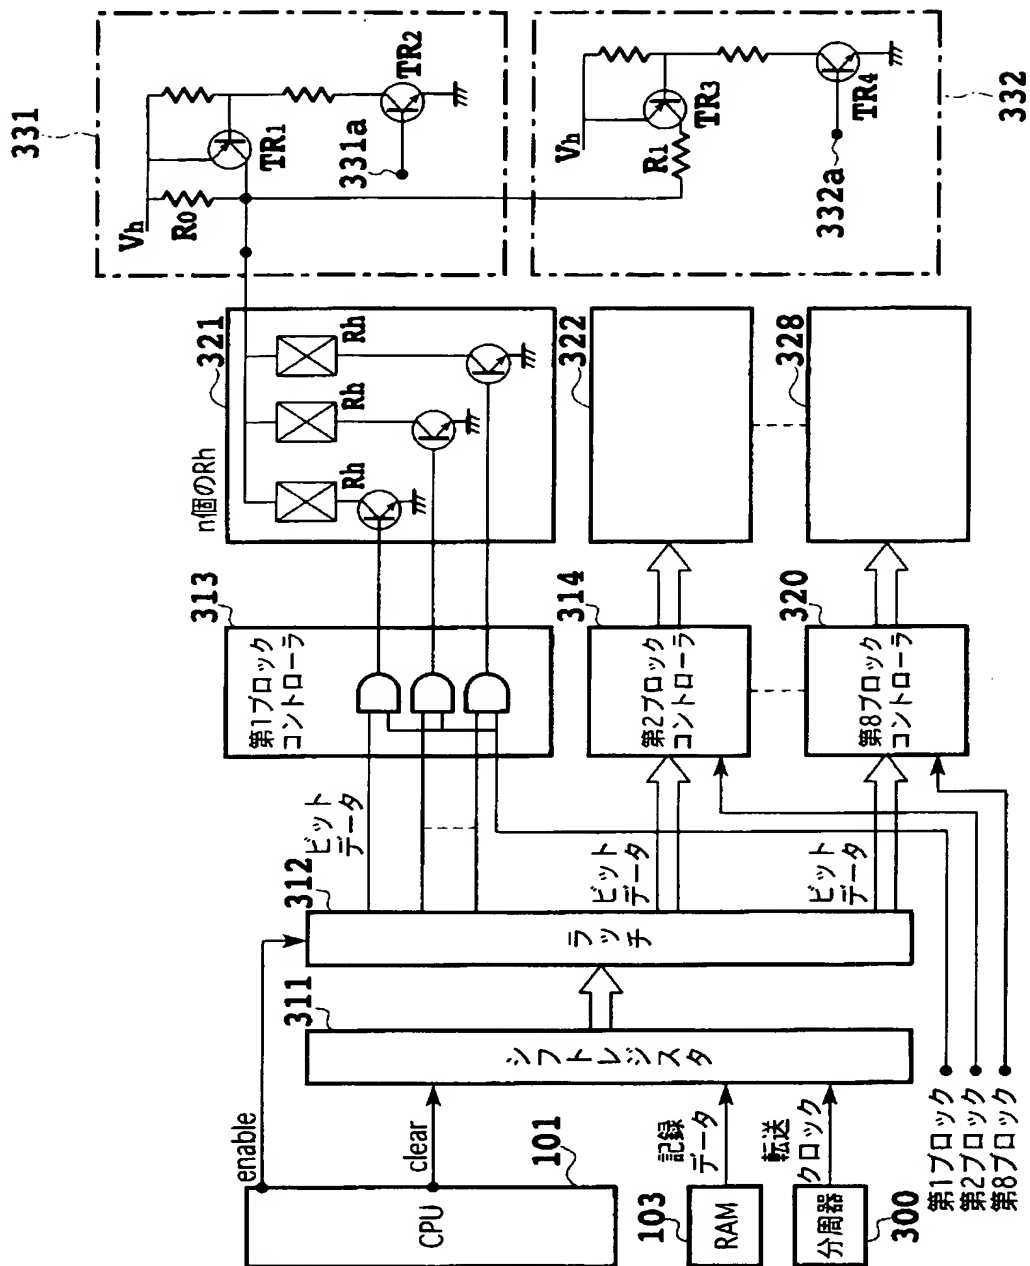 enable
CPU
101
clear
103
RAM
記録
データ
300
分周器
転送
クロック
第1ブロック
第2ブロック
第8ブロック
311
シフトレジスタ
312
ラッチ
ビット
データ
ビット
データ
ビット
データ
313
第1ブロック
コントローラ
314
第2ブロック
コントローラ
320
第8ブロック
コントローラ
n個のRh
321
Rh
Rh
Rh
322
328
331
Vh
R0
TR1
TR2
331a
332
Vh
R1
TR3
TR4
332a